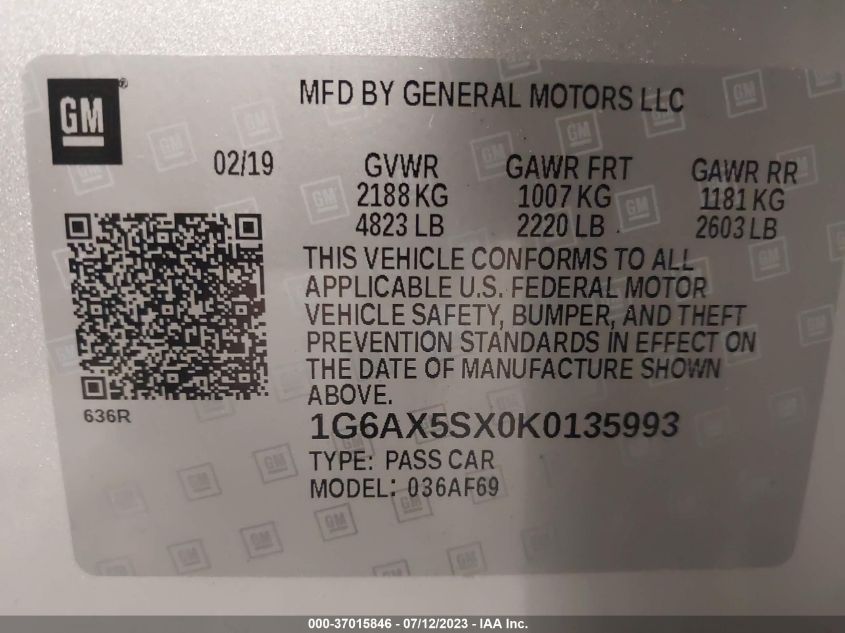 GM
MFD BY GENERAL MOTORS LLC
02/19 GVWR GAWR FRT GAWR RR
2188 KG 1007 KG 1181 KG
4823 LB 2220 LB 2603 LB
THIS VEHICLE CONFORMS TO ALL
APPLICABLE U.S. FEDERAL MOTOR
VEHICLE SAFETY, BUMPER, AND THEFT
PREVENTION STANDARDS IN EFFECT ON
THE DATE OF MANUFACTURE SHOWN
ABOVE.
636R
1G6AX5SX0K0135993
TYPE: PASS CAR
MODEL: 036AF69
000-37015846 - 07/12/2023 - IAA Inc.